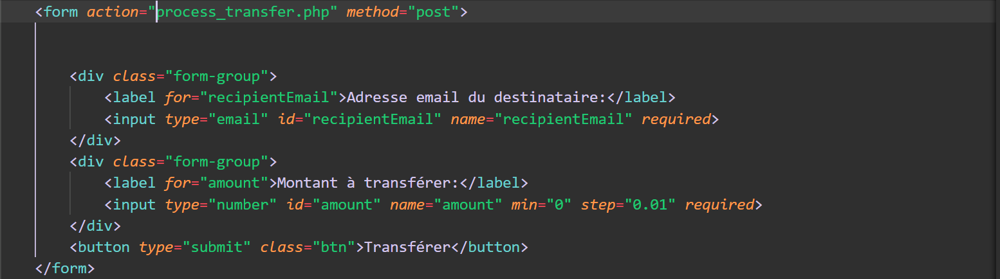 <form action="process_transfer.php" method="post">
<div class="form-group">
<label for="recipientEmail">Adresse email du destinataire:</label>
<input type="email" id="recipientEmail" name="recipientEmail" required>
</div>
<div class="form-group">
<label for="amount">Montant à transférer:</label>
<input type="number" id="amount" name="amount" min="0" step="0.01" required>
</div>
<button type="submit" class="btn">Transférer</button>
</form>